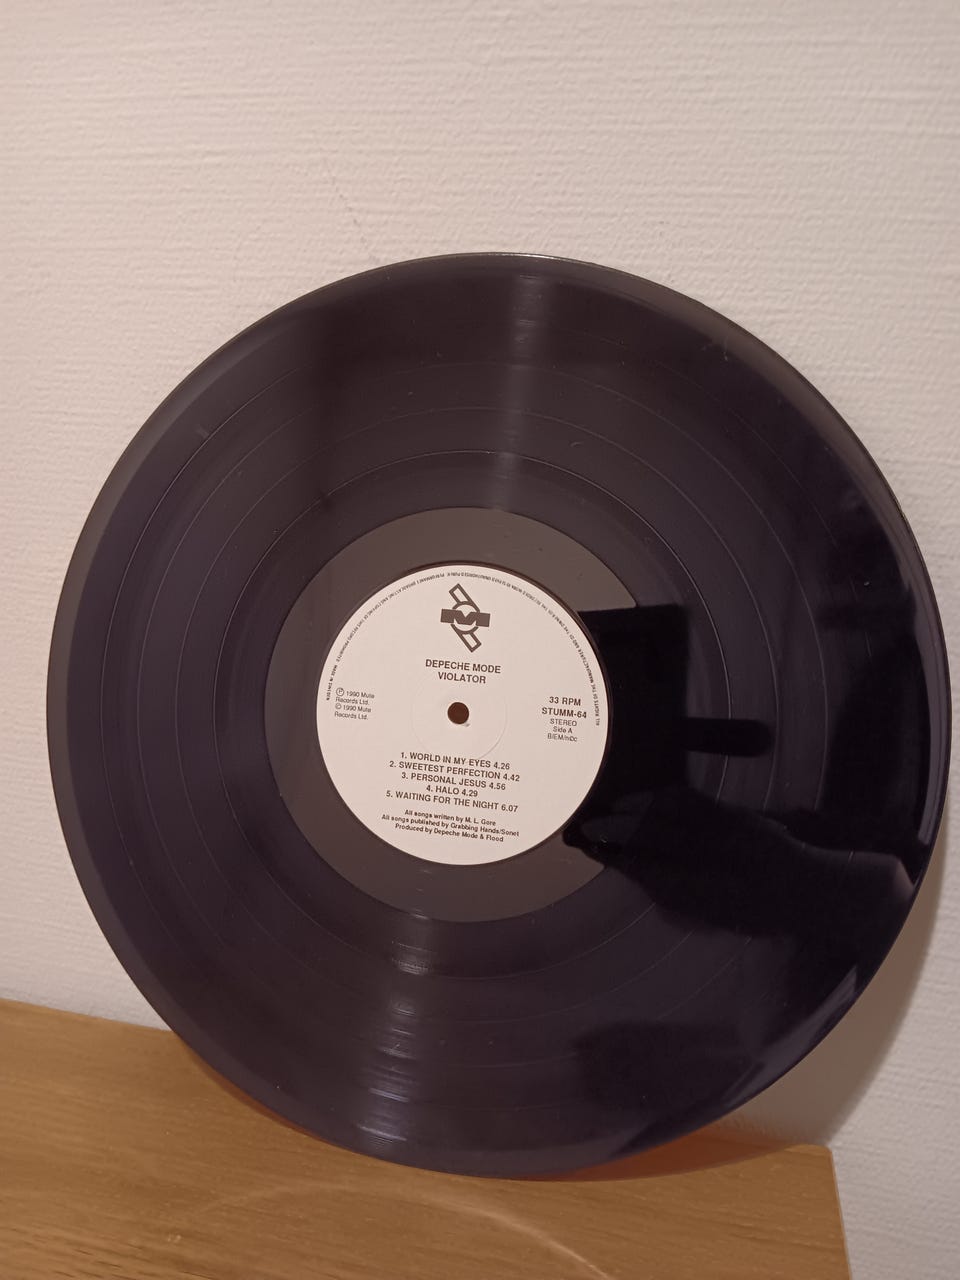 DEPECHE MODE
VIOLATOR
℗ 1990 Mute
Records Ltd.
© 1990 Mute
Records Ltd.
33 RPM
STUMM-64
STEREO
Side A
BIEM/ncb
1. WORLD IN MY EYES 4.26
2. SWEETEST PERFECTION 4.42
3. PERSONAL JESUS 4.56
4. HALO 4.29
5. WAITING FOR THE NIGHT 6.07
All songs written by M. L. Gore
All songs published by Grabbing Hands/Sonet
Produced by Depeche Mode & Flood